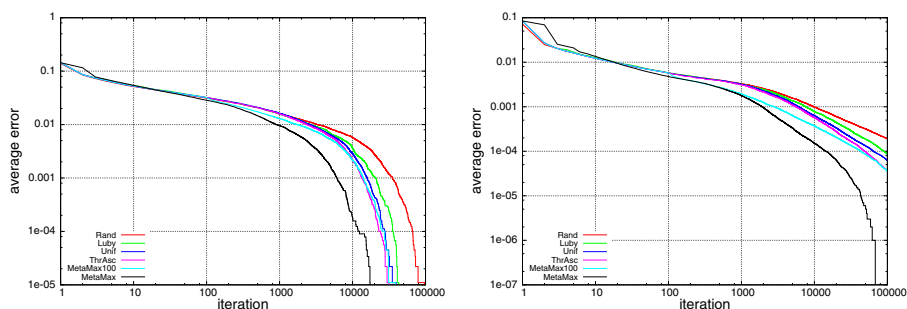 1
0.1
0.01
0.001
1e-04
1e-05
average error
Rand
Luby
Unif
ThrAsc
MetaMax100
MetaMax
1 10 100 1000 10000 100000
iteration
0.1
0.01
0.001
1e-04
1e-05
1e-06
1e-07
average error
Rand
Luby
Unif
ThrAsc
MetaMax100
MetaMax
1 10 100 1000 10000 100000
iteration